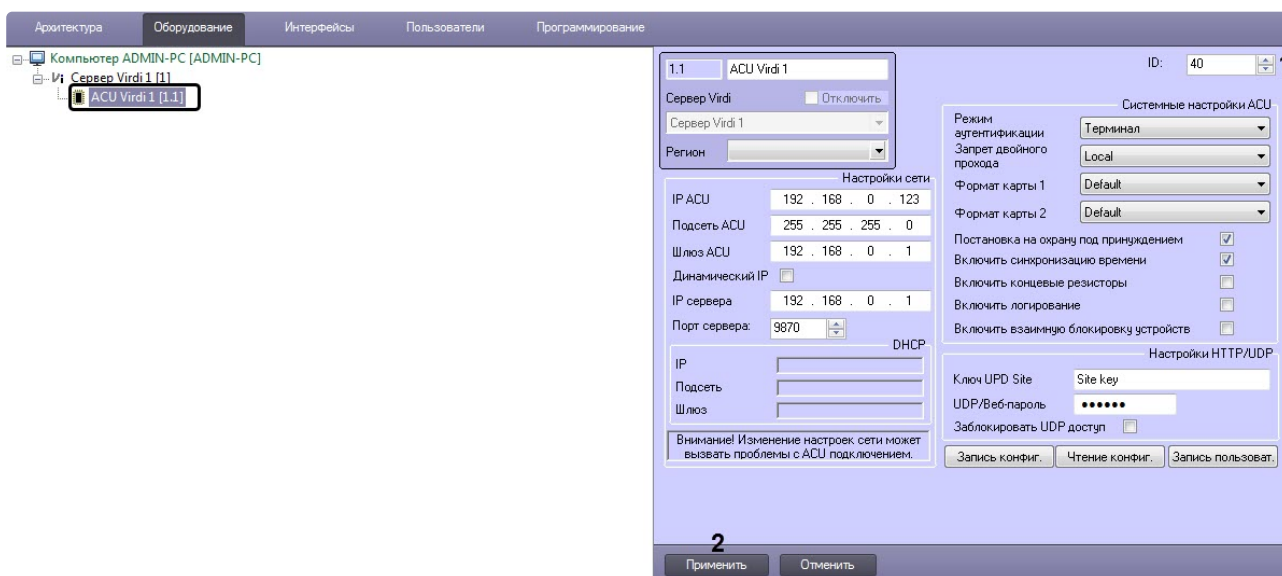 Архитектура Оборудование Интерфейсы Пользователи Программирование
Компьютер ADMIN-PC [ADMIN-PC]
Сервер Virdi 1 [1]
ACU Virdi 1 [1.1]
1.1 ACU Virdi 1
Сервер Virdi Отключить
Сервер Virdi 1
Регион
Настройки сети
IP ACU 192 . 168 . 0 . 123
Подсеть ACU 255 . 255 . 255 . 0
Шлюз ACU 192 . 168 . 0 . 1
Динамический IP
IP сервера 192 . 168 . 0 . 1
Порт сервера: 9870
DHCP
IP
Подсеть
Шлюз
Внимание! Изменение настроек сети может
вызвать проблемы с ACU подключением.
ID: 40
Системные настройки ACU
Режим
аутентификации Терминал
Запрет двойного
прохода Local
Формат карты 1 Default
Формат карты 2 Default
Постановка на охрану под принуждением
Включить синхронизацию времени
Включить концевые резисторы
Включить логирование
Включить взаимную блокировку устройств
Настройки HTTP/UDP
Ключ UPD Site Site key
UDP/Веб-пароль ••••••
Заблокировать UDP доступ
Запись конфиг. Чтение конфиг. Запись пользоват.
2
Применить Отменить